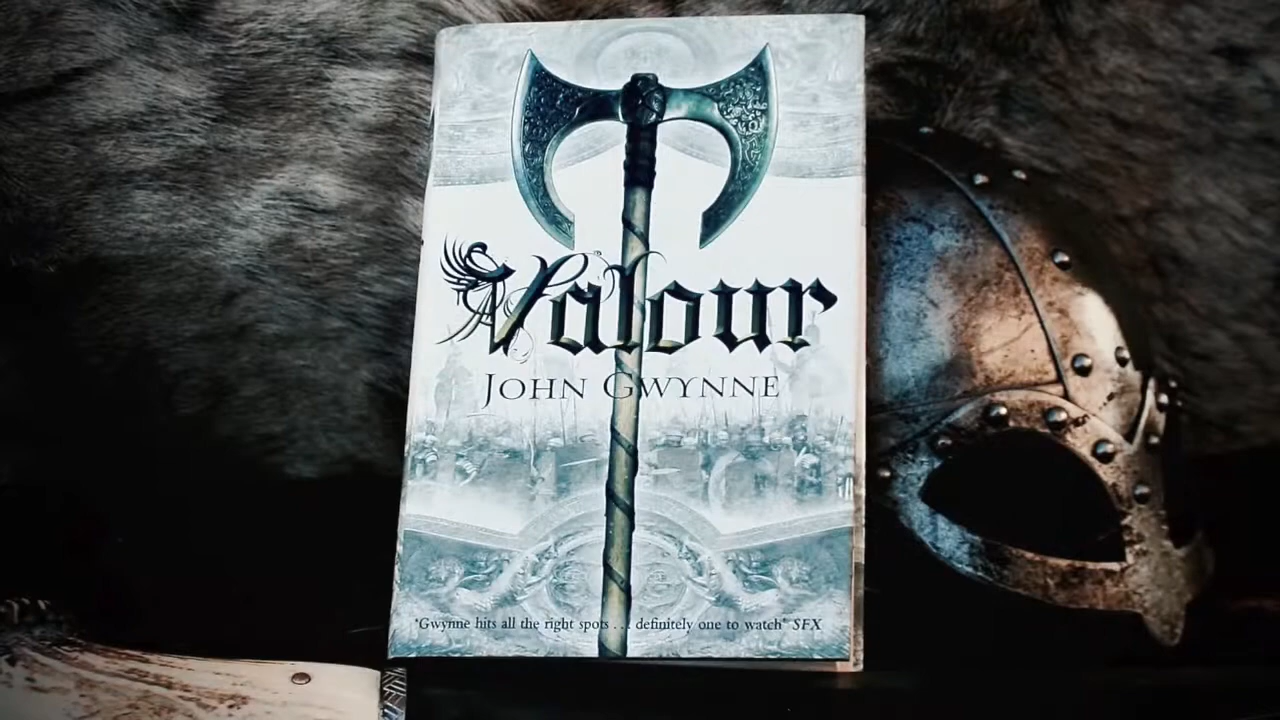 Valour
JOHN GWYNNE
'Gwynne hits all the right spots . . . definitely one to watch' SFX